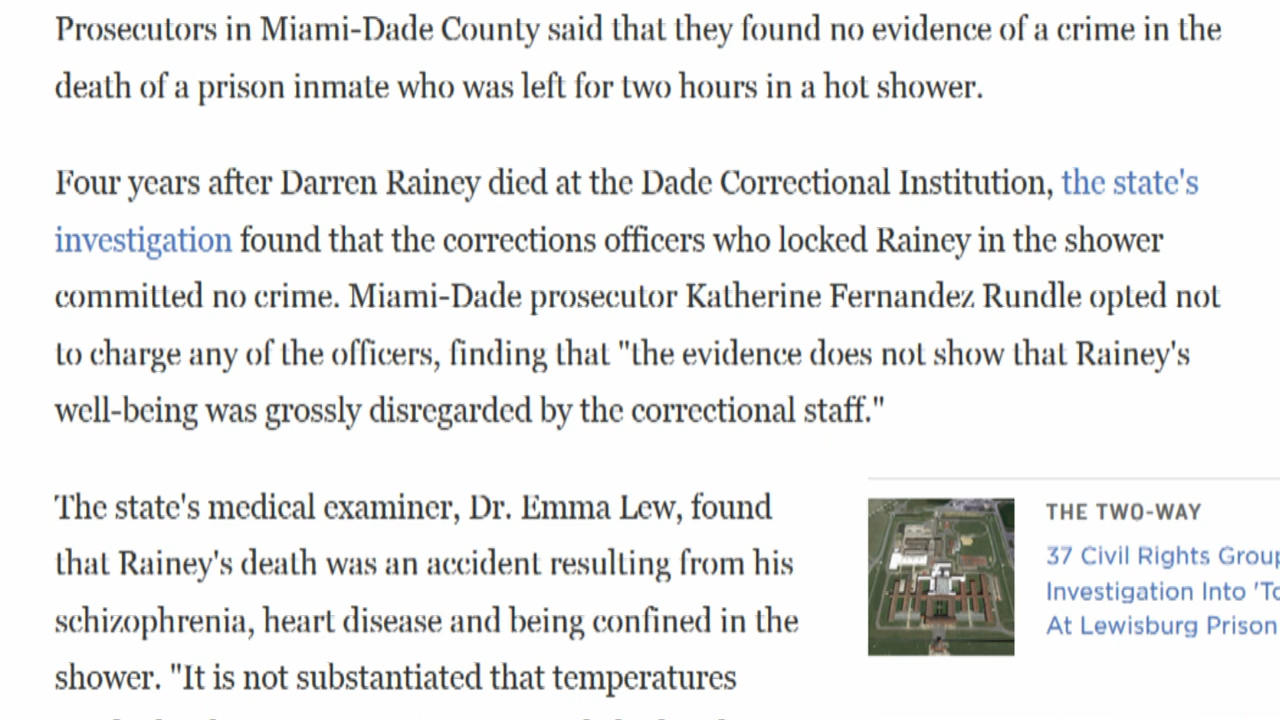 Prosecutors in Miami-Dade County said that they found no evidence of a crime in the
death of a prison inmate who was left for two hours in a hot shower.
Four years after Darren Rainey died at the Dade Correctional Institution, the state's
investigation found that the corrections officers who locked Rainey in the shower
committed no crime. Miami-Dade prosecutor Katherine Fernandez Rundle opted not
to charge any of the officers, finding that "the evidence does not show that Rainey's
well-being was grossly disregarded by the correctional staff."
The state's medical examiner, Dr. Emma Lew, found
that Rainey's death was an accident resulting from his
schizophrenia, heart disease and being confined in the
shower. "It is not substantiated that temperatures
THE TWO-WAY
37 Civil Rights Group
Investigation Into 'To
At Lewisburg Prison